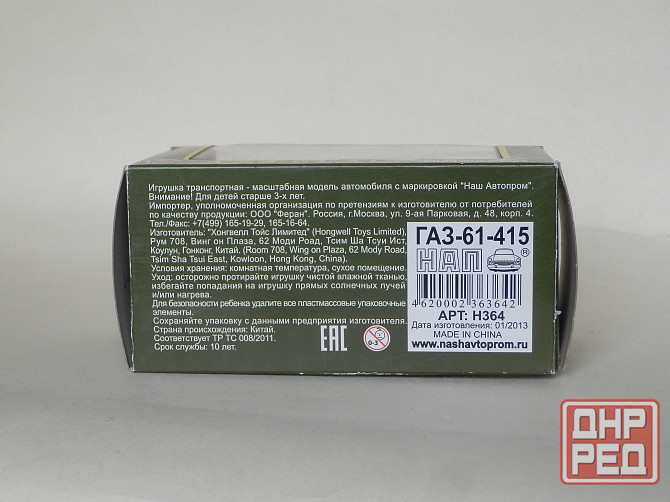 Игрушка транспортная - масштабная модель автомобиля с маркировкой "Наш Автопром".
Внимание! Для детей старше 3-х лет.
Импортер, уполномоченная организация по претензиям к изготовителю от потребителей
по качеству продукции: ООО "Феран". Россия, г.Москва, ул. 9-ая Парковая, д. 48, корп. 4.
Тел./Факс: +7(499) 165-19-29, 165-16-64.
Изготовитель: "Хонгвелл Тойс Лимитед" (Hongwell Toys Limited),
Рум 708, Винг он Плаза, 62 Моди Роад, Тсим Ша Тсуи Ист,
Коулун, Гонконг, Китай. (Room 708, Wing on Plaza, 62 Mody Road,
Tsim Sha Tsui East, Kowloon, Hong Kong, China).
Условия хранения: комнатная температура, сухое помещение.
Уход: осторожно протирайте игрушку чистой влажной тканью,
избегайте попадания на игрушку прямых солнечных лучей
и/или нагрева.
Для безопасности ребенка удалите все пластмассовые упаковочные
элементы.
Сохраняйте упаковку с данными предприятия изготовителя.
Страна происхождения: Китай.
Соответствует ТР ТС 008/2011.
Срок службы: 10 лет.
ЕАС
0-3
ГАЗ-61-415
НАП ®
4620002363642
АРТ: H364
Дата изготовления: 01/2013
MADE IN CHINA
www.nashavtoprom.ru
ДНР
РЕД